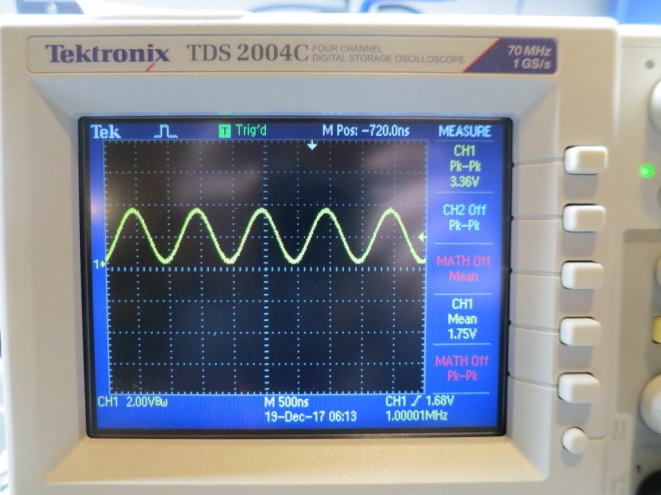 Tektronix TDS 2004C FOUR CHANNEL DIGITAL STORAGE OSCILLOSCOPE 70 MHz 1 GS/s
Tek T Trig'd M Pos: -720.0ns MEASURE
CH1
Pk-Pk
3.36V
CH2 Off
Pk-Pk
MATH Off
Mean
1
CH1
Mean
1.75V
MATH Off
Pk-Pk
CH1 2.00VBw M 500ns CH1 1.68V
19-Dec-17 06:13 1.00001MHz